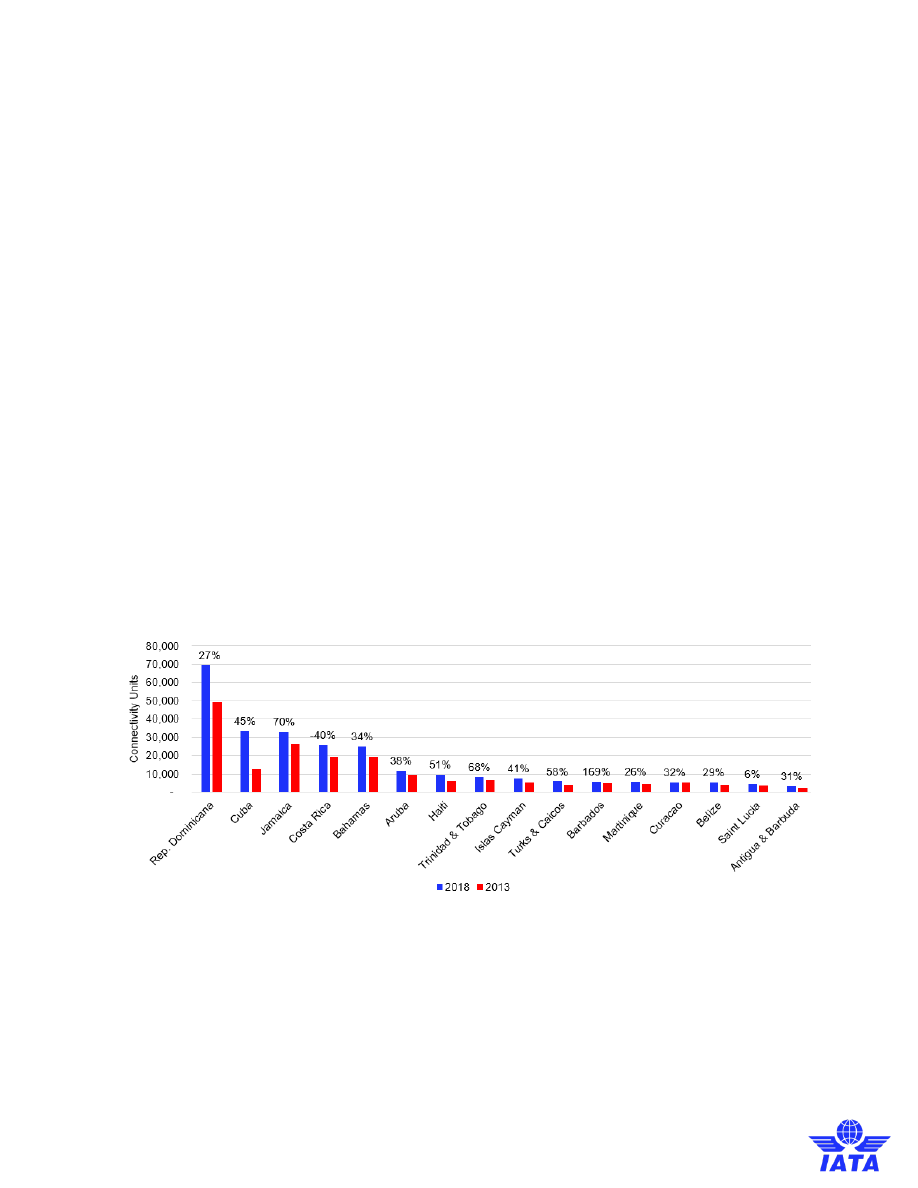 80,000
70,000
60,000
50,000
40,000
30,000
20,000
10,000
-
Connectivity Units
27%
45%
70%
-40%
34%
38%
51%
68%
41%
58%
169%
26%
32%
29%
6%
31%
Rep. Dominicana
Cuba
Jamaica
Costa Rica
Bahamas
Aruba
Haiti
Trinidad & Tobago
Islas Cayman
Turks & Caicos
Barbados
Martinique
Curacao
Belize
Saint Lucia
Antigua & Barbuda
2018 2013
IATA